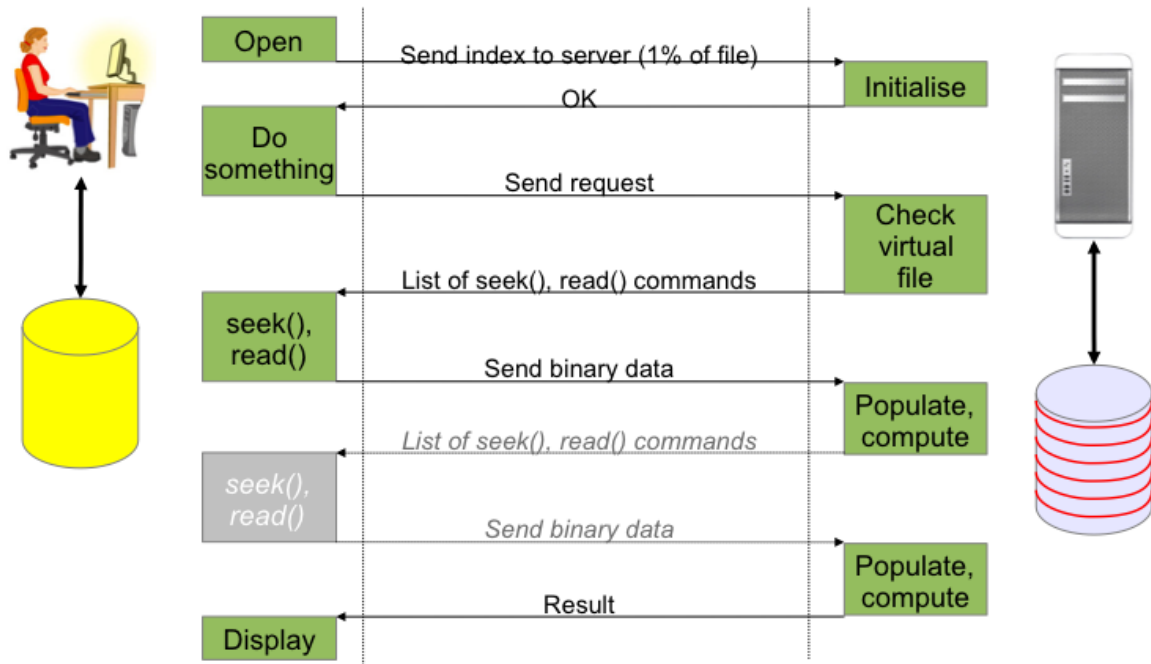 Open
Send index to server (1% of file)
Initialise
OK
Do
something
Send request
Check
virtual
file
List of seek(), read() commands
seek(),
read()
Send binary data
Populate,
compute
List of seek(), read() commands
seek(),
read()
Send binary data
Populate,
compute
Result
Display